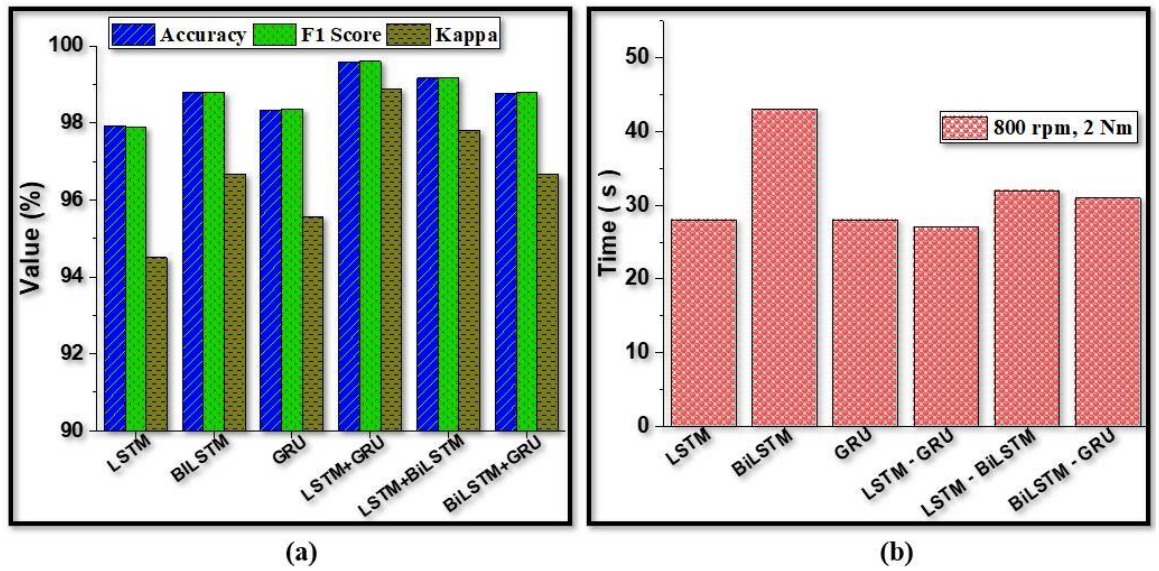 Accuracy F1 Score Kappa
100
98
96
94
92
90
Value (%)
LSTM
BiLSTM
GRU
LSTM+GRU
LSTM+BiLSTM
BiLSTM+GRU
(a)
800 rpm, 2 Nm
50
40
30
20
10
0
Time ( s )
LSTM
BiLSTM
GRU
LSTM - GRU
LSTM - BiLSTM
BiLSTM - GRU
(b)